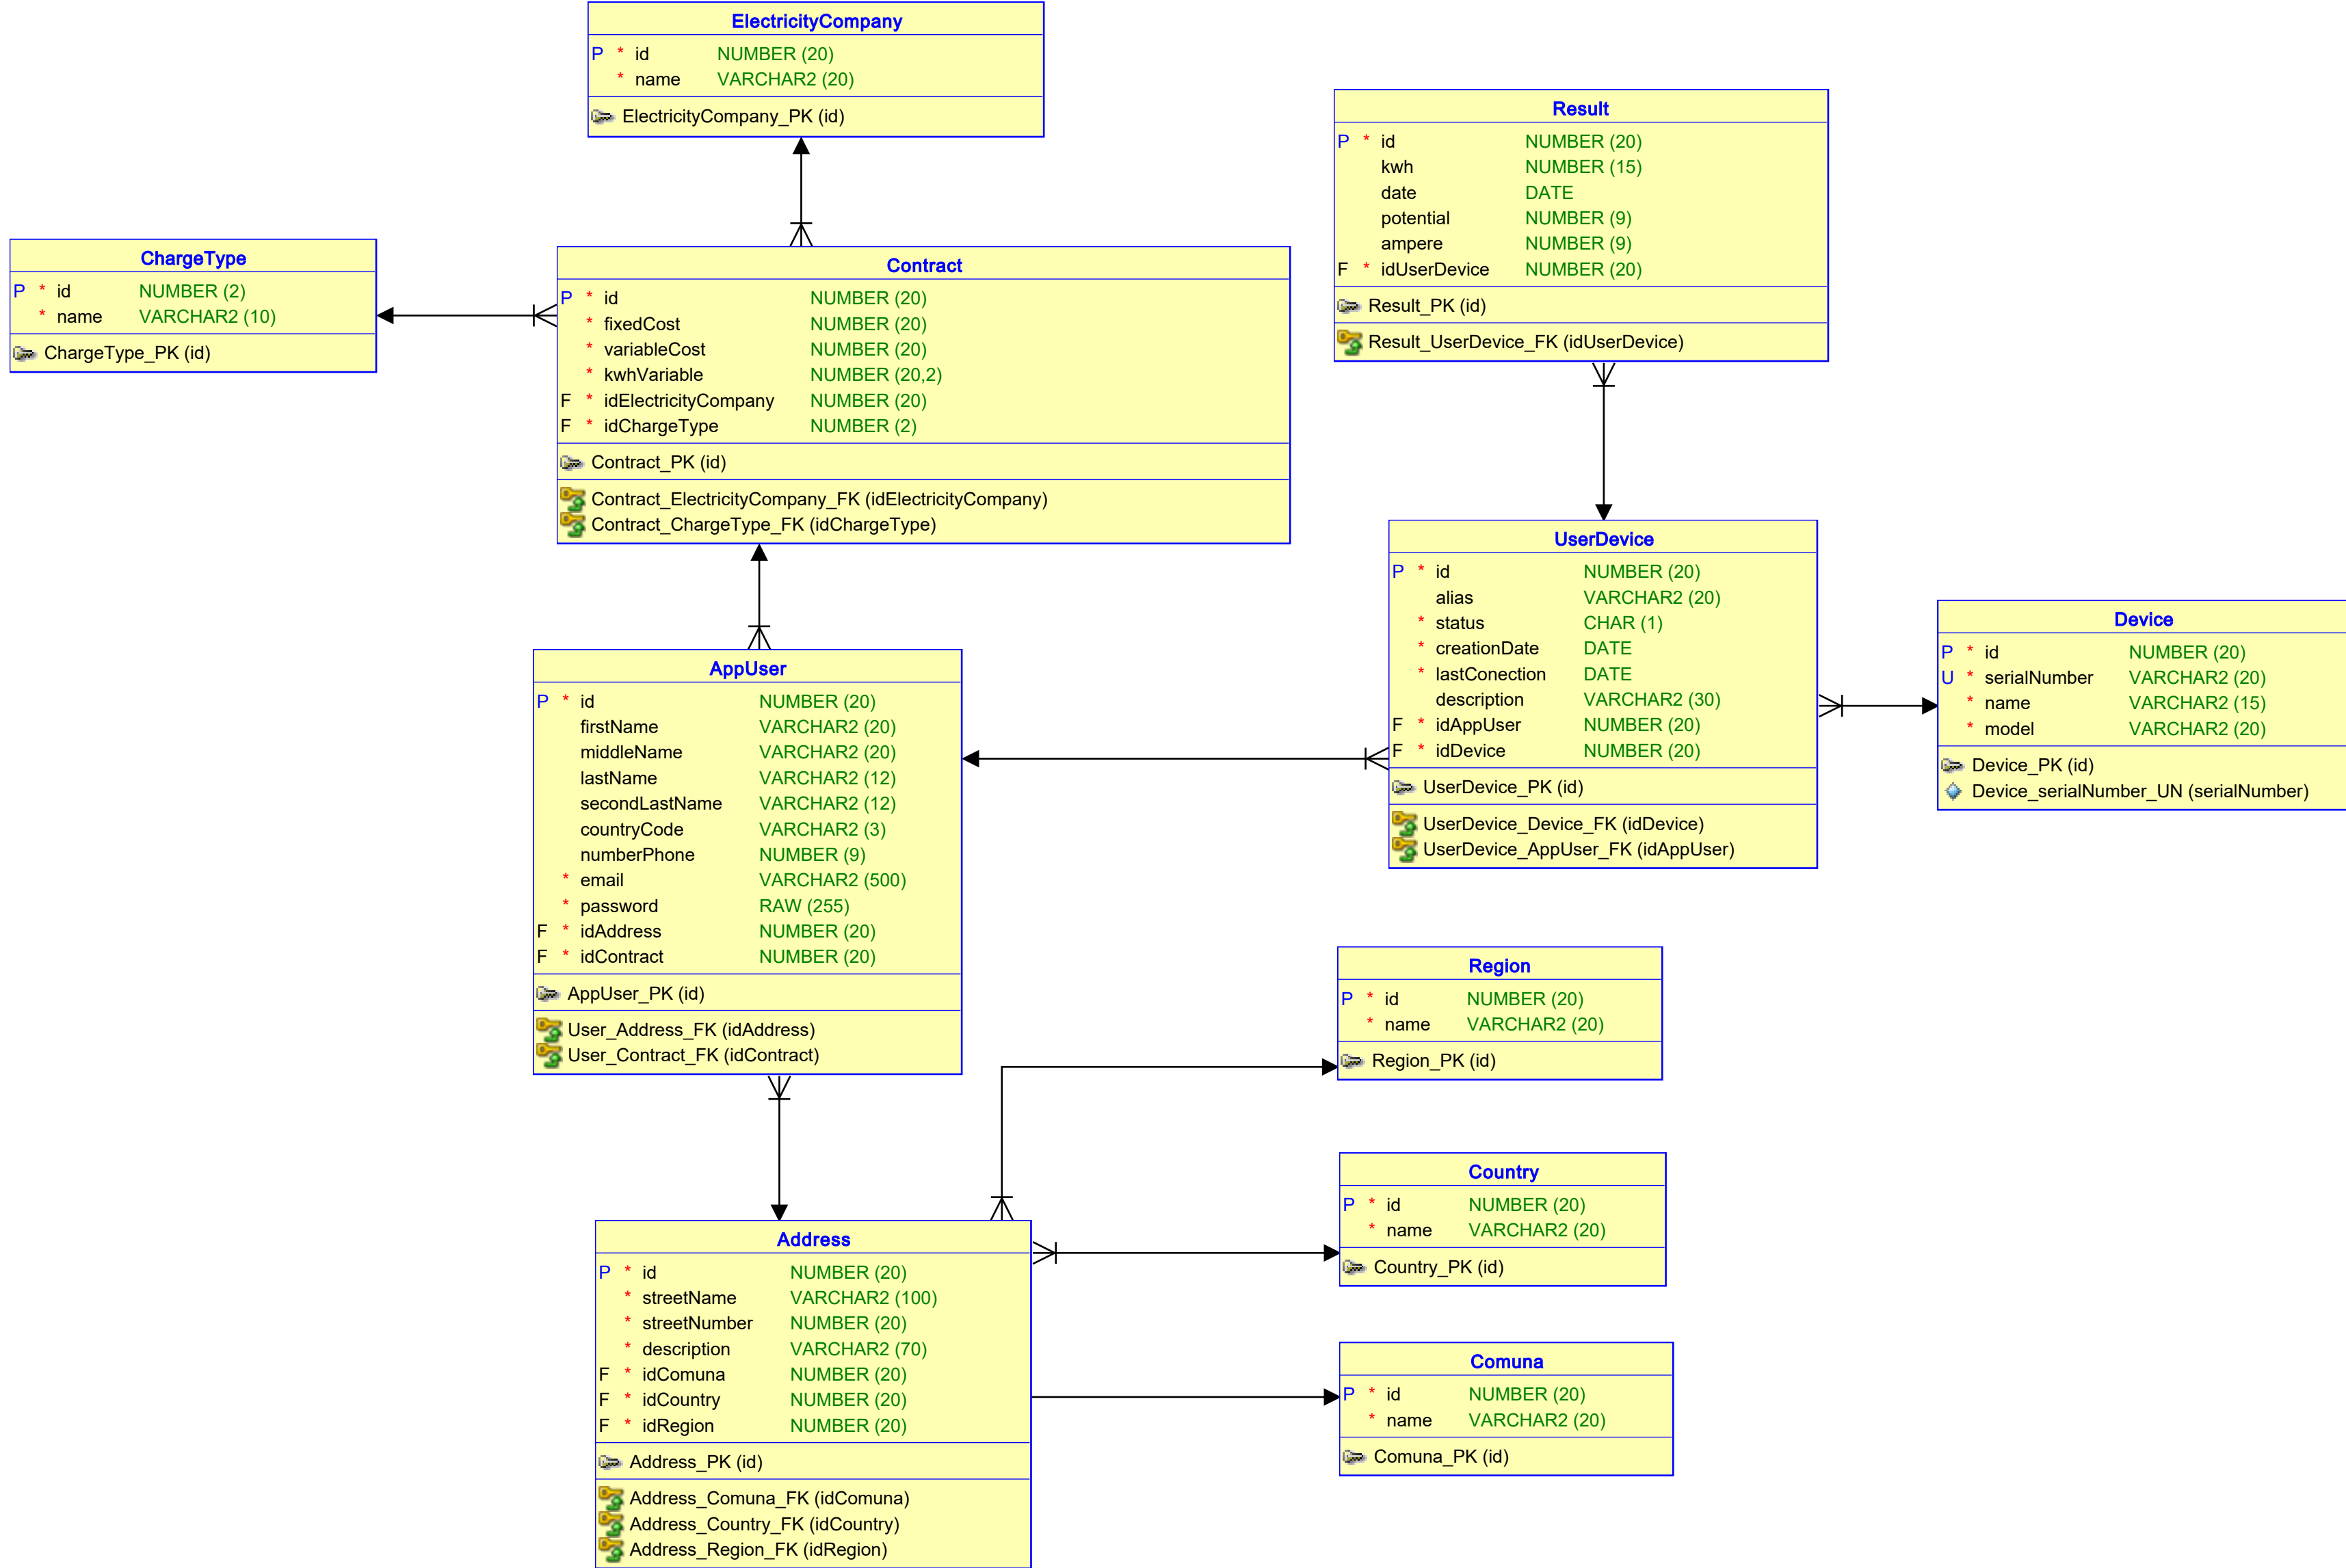 ElectricityCompany
P * id NUMBER (20)
* name VARCHAR2 (20)
ElectricityCompany_PK (id)
Result
P * id NUMBER (20)
kwh NUMBER (15)
date DATE
potential NUMBER (9)
ampere NUMBER (9)
F * idUserDevice NUMBER (20)
Result_PK (id)
Result_UserDevice_FK (idUserDevice)
ChargeType
P * id NUMBER (2)
* name VARCHAR2 (10)
ChargeType_PK (id)
Contract
P * id NUMBER (20)
* fixedCost NUMBER (20)
* variableCost NUMBER (20)
* kwhVariable NUMBER (20,2)
F * idElectricityCompany NUMBER (20)
F * idChargeType NUMBER (2)
Contract_PK (id)
Contract_ElectricityCompany_FK (idElectricityCompany)
Contract_ChargeType_FK (idChargeType)
UserDevice
P * id NUMBER (20)
alias VARCHAR2 (20)
* status CHAR (1)
* creationDate DATE
* lastConection DATE
description VARCHAR2 (30)
F * idAppUser NUMBER (20)
F * idDevice NUMBER (20)
UserDevice_PK (id)
UserDevice_Device_FK (idDevice)
UserDevice_AppUser_FK (idAppUser)
Device
P * id NUMBER (20)
U * serialNumber VARCHAR2 (20)
* name VARCHAR2 (15)
* model VARCHAR2 (20)
Device_PK (id)
Device_serialNumber_UN (serialNumber)
AppUser
P * id NUMBER (20)
firstName VARCHAR2 (20)
middleName VARCHAR2 (20)
lastName VARCHAR2 (12)
secondLastName VARCHAR2 (12)
countryCode VARCHAR2 (3)
numberPhone NUMBER (9)
* email VARCHAR2 (500)
* password RAW (255)
F * idAddress NUMBER (20)
F * idContract NUMBER (20)
AppUser_PK (id)
User_Address_FK (idAddress)
User_Contract_FK (idContract)
Region
P * id NUMBER (20)
* name VARCHAR2 (20)
Region_PK (id)
Country
P * id NUMBER (20)
* name VARCHAR2 (20)
Country_PK (id)
Address
P * id NUMBER (20)
* streetName VARCHAR2 (100)
* streetNumber NUMBER (20)
* description VARCHAR2 (70)
F * idComuna NUMBER (20)
F * idCountry NUMBER (20)
F * idRegion NUMBER (20)
Address_PK (id)
Address_Comuna_FK (idComuna)
Address_Country_FK (idCountry)
Address_Region_FK (idRegion)
Comuna
P * id NUMBER (20)
* name VARCHAR2 (20)
Comuna_PK (id)